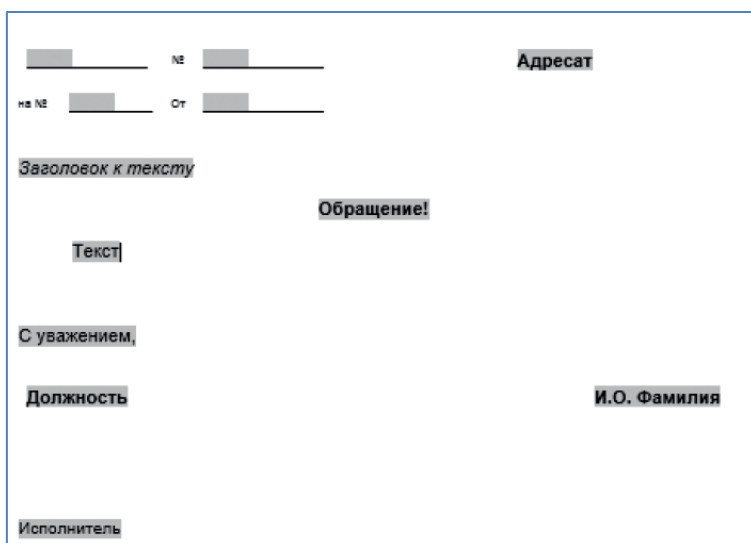 № Адресат
на № От
Заголовок к тексту
Обращение!
Текст
С уважением,
Должность И.О. Фамилия
Исполнитель